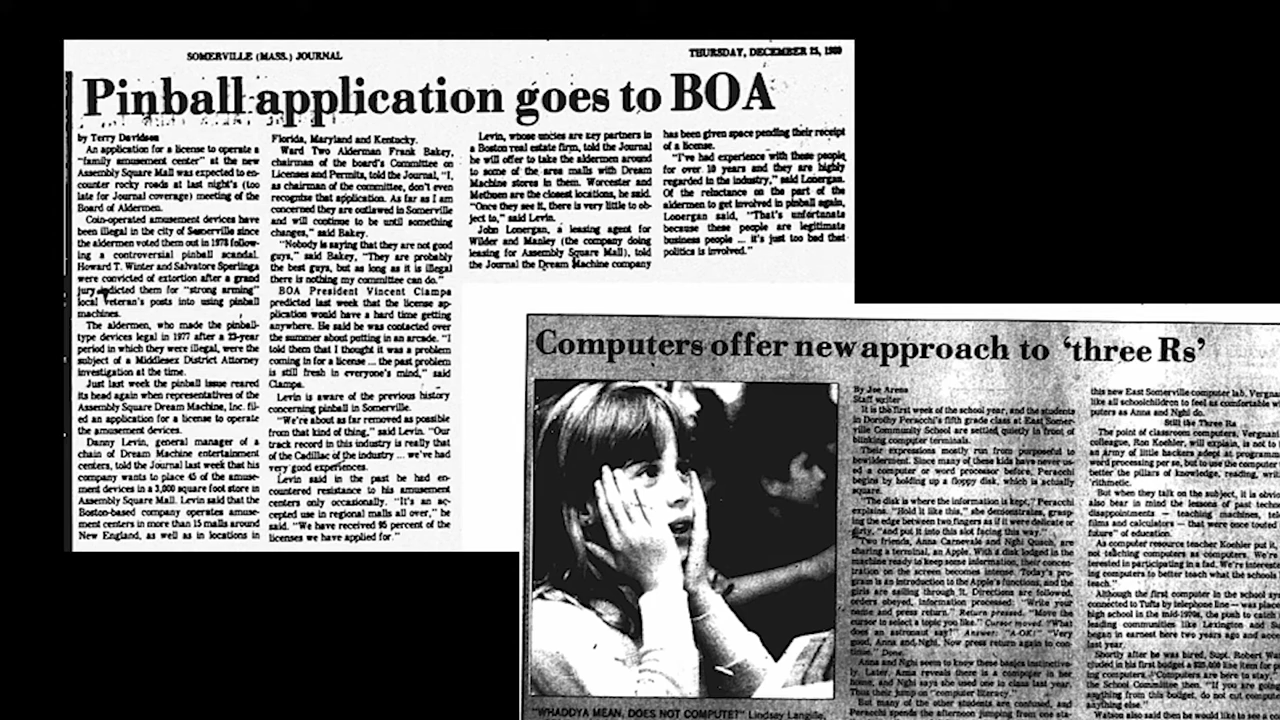 SOMERVILLE (MASS.) JOURNAL
THURSDAY, DECEMBER 1980
Pinball application goes to BOA
by Terry Davidson
An application for a license to operate a
"family amusement center" at the new
Assembly Square Mall was expected to en-
counter rocky roads at last night's (too
late for Journal coverage) meeting of the
Board of Aldermen.
Coin-operated amusement devices have
been illegal in the city of Somerville since
the aldermen voted them out in 1978 follow-
ing a controversial pinball scandal.
Howard T. Winter and Salvatore Sperlinga
were convicted of extortion after a grand
jury indicted them for "strong arming"
local veteran's posts into using pinball
machines.
The aldermen, who made the pinball-
type devices legal in 1977 after a 23-year
period in which they were illegal, were the
subject of a Middlesex District Attorney
investigation at the time.
Just last week the pinball issue reared
its head again when representatives of the
Assembly Square Dream Machine, Inc. fil-
ed an application for a license to operate
the amusement devices.
Danny Levin, general manager of a
chain of Dream Machine entertainment
centers, told the Journal last week that his
company wants to place 45 of the amuse-
ment devices in a 3,000 square foot store in
Assembly Square Mall. Levin said that the
Boston-based company operates amuse-
ment centers in more than 15 malls around
New England, as well as in locations in
Florida, Maryland and Kentucky.
Ward Two Alderman Frank Bakey,
chairman of the board's Committee on
Licenses and Permits, told the Journal, "I,
as chairman of the committee, don't even
recognize that application. As far as I am
concerned they are outlawed in Somerville
and will continue to be until something
changes," said Bakey.
"Nobody is saying that they are not good
guys," said Bakey, "They are probably
the best guys, but as long as it is illegal
there is nothing my committee can do."
BOA President Vincent Ciampa
predicted last week that the license ap-
plication would have a hard time getting
anywhere. He said he was contacted over
the summer about putting in an arcade. "I
told them that I thought it was a problem
coming in for a license ... the past problem
is still fresh in everyone's mind," said
Ciampa.
Levin is aware of the previous history
concerning pinball in Somerville.
"We're about as far removed as possible
from that kind of thing," said Levin. "Our
track record in this industry is really that
of the Cadillac of the industry ... we've had
very good experiences.
Levin said in the past he had en-
countered resistance to his amusement
centers only occasionally. "It's an ac-
cepted use in regional malls all over," he
said. "We have received 95 percent of the
licenses we have applied for."
Levin, whose uncles are key partners in
a Boston real estate firm, told the Journal
he will offer to take the aldermen around
to some of the area malls with Dream
Machine stores in them. Worcester and
Methuen are the closest locations, he said.
"Once they see it, there is very little to ob-
ject to," said Levin.
John Lonergan, a leasing agent for
Wilder and Manley (the company doing
leasing for Assembly Square Mall), told
the Journal the Dream Machine company
has been given space pending their receipt
of a license.
"I've had experience with these people
for over 10 years and they are highly
regarded in the industry," said Lonergan.
Of the reluctance on the part of the
aldermen to get involved in pinball again,
Lonergan said, "That's unfortunate
because these people are legitimate
business people ... it's just too bad that
politics is involved."
Computers offer new approach to 'three Rs'
By Joe Arena
Staff writer
It is the first week of the school year, and the students
in Dorothy Peracchi's fifth grade class at East Somer-
ville Community School are settled quietly in front of
blinking computer terminals.
Their expressions mostly run from purposeful to
bewilderment. Since many of these kids have never us-
ed a computer or word processor before, Peracchi
begins by holding up a floppy disk, which is actually
square.
"The disk is where the information is kept," Peracchi
explains. "Hold it like this," she demonstrates, grasp-
ing the edge between two fingers as if it were delicate or
dirty, "and put it into this slot facing this way."
Two friends, Anna Carnevale and Nghi Quach, are
sharing a terminal, an Apple. With a disk lodged in the
machine ready to keep some information, their concen-
tration on the screen becomes intense. Today's pro-
gram is an introduction to the Apple's functions, and the
girls are sailing through it. Directions are followed,
orders obeyed, information processed: "Write your
name and press return." Return pressed. "Move the
cursor to select a topic you like." Cursor moved. "What
does an astronaut say?" Answer: "A-OK!" "Very
good, Anna and Nghi. Now press return again to con-
tinue." Done.
Anna and Nghi seem to know these basics instinctive-
ly. Later, Anna reveals there is a computer in her
home, and Nghi says she used one in class last year.
Thus their jump on "computer literacy."
But many of the other students are confused, and
Peracchi spends the afternoon jumping from one sta-
this new East Somerville computer lab,
like all schoolchildren to feel as comfortable
puters as Anna and Nghi do.
Still the Three Rs
The point of classroom computers,
colleague, Ron Koehler, will explain, is not to
an army of little hackers adept at
word processing per se, but to use the computer
better the pillars of knowledge, reading,
'rithmetic.
But when they talk on the subject, it is
also bear in mind the lessons of past
disappointments — teaching machines,
films and calculators — that were once touted
future" of education.
As computer resource teacher Koehler put it,
not teaching computers as computers. We're
terested in participating in a fad. We're
ing computers to better teach what the schools
teach."
Although the first computer in the school
connected to Tufts by telephone line — was
high school in the mid-1970s, the push to catch
leading communities like Lexington and
began in earnest here two years ago and
last year.
Shortly after he was hired, Supt. Robert
cluded in his first budget a $25,000 line item for
"Computers are here to stay,"
the School Committee then. "If you are
anything from this budget, do not cut
anything else."
Watson also said then he would like to see
"WHADDYA MEAN, DOES NOT COMPUTE?" Lindsey Langille,